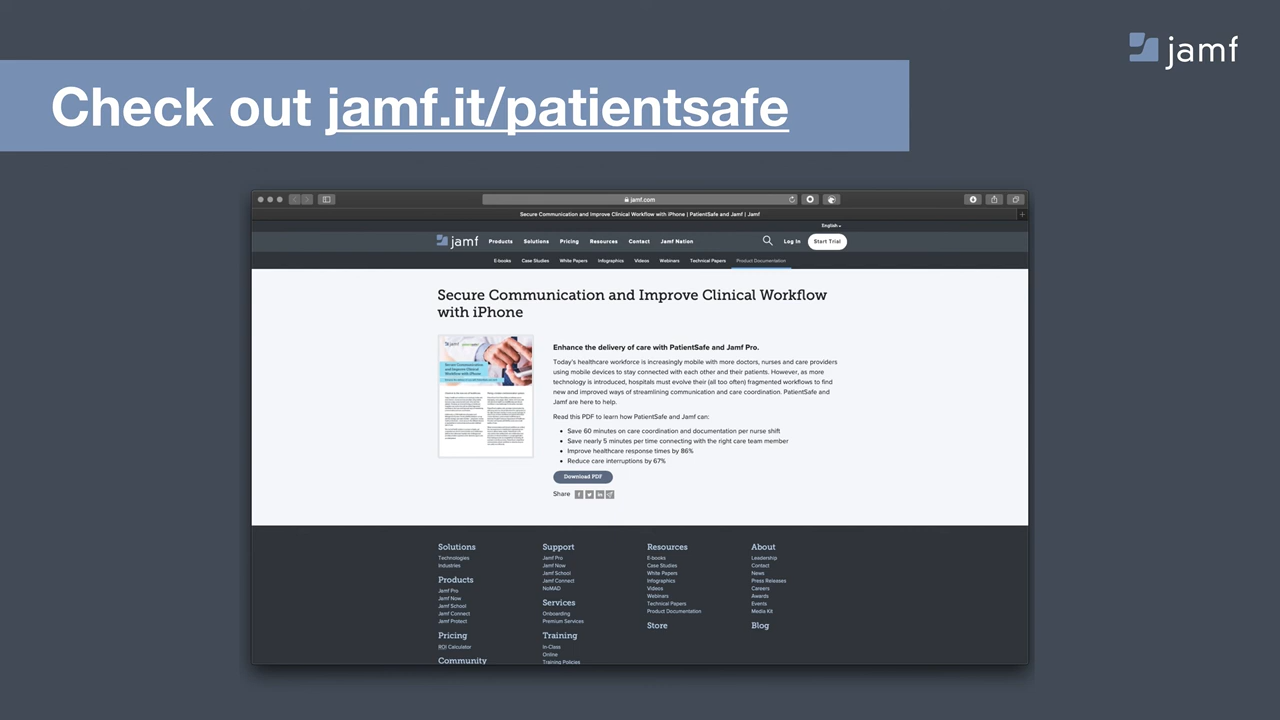 jamf
Check out jamf.it/patientsafe
jamf.com
Secure Communication and Improve Clinical Workflow with iPhone | PatientSafe and Jamf | Jamf
English
jamf Products Solutions Pricing Resources Contact Jamf Nation Log In Start Trial
E-books Case Studies White Papers Infographics Videos Webinars Technical Papers Product Documentation
Secure Communication and Improve Clinical Workflow
with iPhone
Secure Communication
and Improve Clinical
Workflow with iPhone
Enhance the delivery of care with PatientSafe and Jamf Pro.
Today's healthcare workforce is increasingly mobile with more doctors, nurses and care providers
using mobile devices to stay connected with each other and their patients. However, as more
technology is introduced, hospitals must evolve their (all too often) fragmented workflows to find
new and improved ways of streamlining communication and care coordination. PatientSafe and
Jamf are here to help.
Read this PDF to learn how PatientSafe and Jamf can:
• Save 60 minutes on care coordination and documentation per nurse shift
• Save nearly 5 minutes per time connecting with the right care team member
• Improve healthcare response times by 86%
• Reduce care interruptions by 67%
Download PDF
Share
Solutions
Technologies
Industries
Products
Jamf Pro
Jamf Now
Jamf School
Jamf Connect
Jamf Protect
Pricing
ROI Calculator
Community
Support
Jamf Pro
Jamf Now
Jamf School
Jamf Connect
NoMAD
Services
Onboarding
Premium Services
Training
In-Class
Online
Training Policies
Resources
E-books
Case Studies
White Papers
Infographics
Videos
Webinars
Technical Papers
Product Documentation
Store
About
Leadership
Contact
News
Press Releases
Careers
Awards
Events
Media Kit
Blog